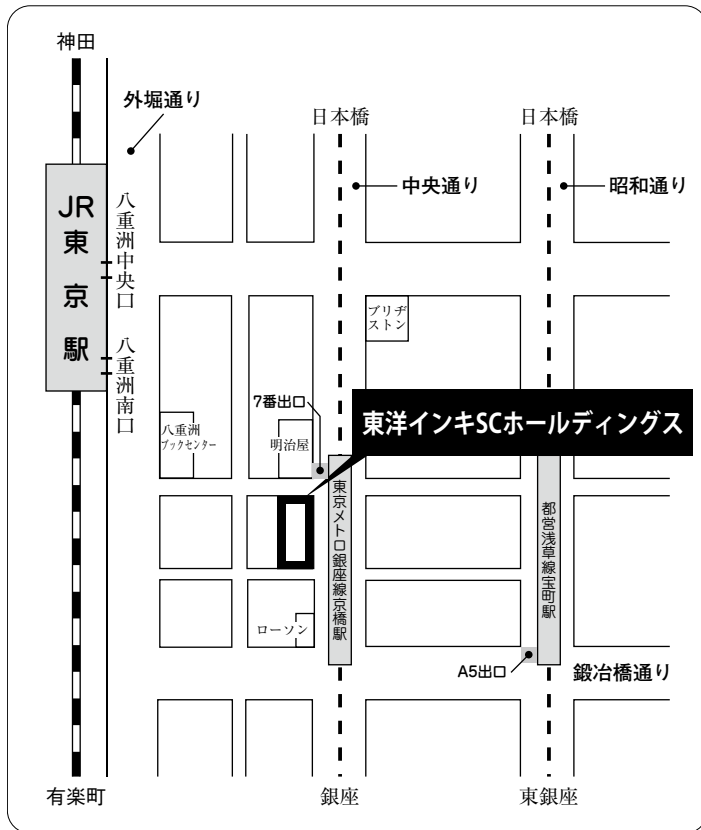 神田
外堀通り
日本橋
日本橋
中央通り
昭和通り
JR東京駅
八重洲中央口
八重洲南口
ブリヂ
ストン
7番出口
東洋インキSCホールディングス
八重洲
ブックセンター
明治屋
東京メトロ銀座線京橋駅
都営浅草線宝町駅
ローソン
A5出口
鍛冶橋通り
有楽町
銀座
東銀座